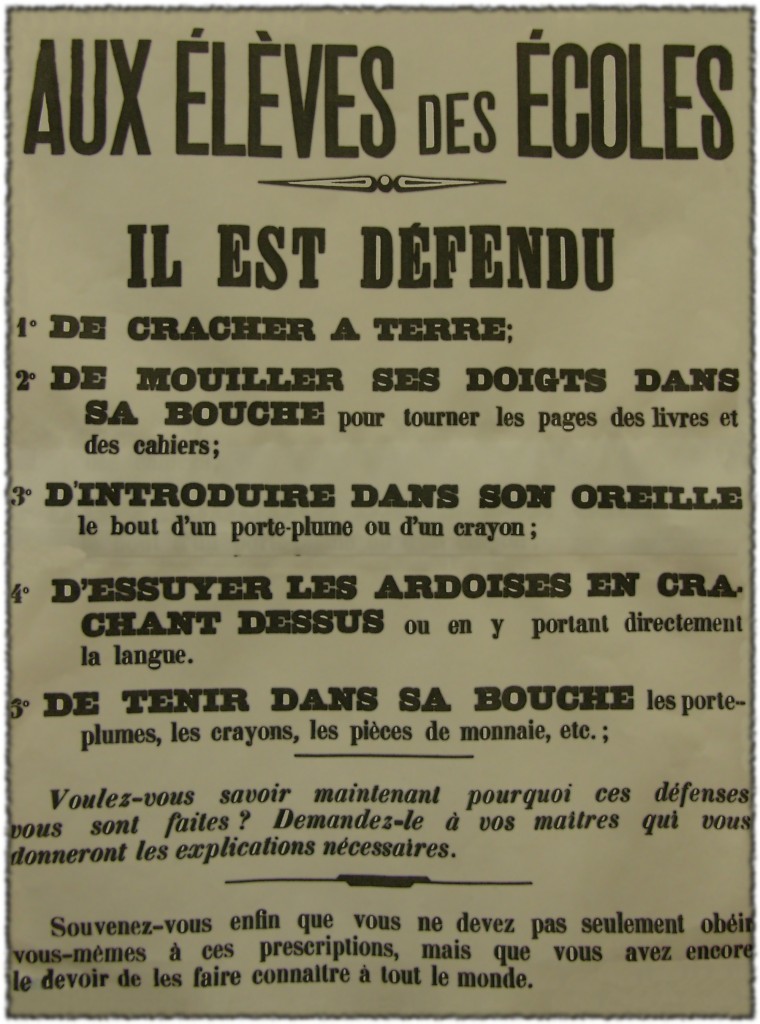 AUX ÉLÈVES DES ÉCOLES
IL EST DÉFENDU
1° DE CRACHER A TERRE;
2° DE MOUILLER SES DOIGTS DANS
SA BOUCHE pour tourner les pages des livres et
des cahiers;
3° D'INTRODUIRE DANS SON OREILLE
le bout d'un porte-plume ou d'un crayon;
4° D'ESSUYER LES ARDOISES EN CRA-
CHANT DESSUS ou en y portant directement
la langue.
5° DE TENIR DANS SA BOUCHE les porte-
plumes, les crayons, les pièces de monnaie, etc.;
Voulez-vous savoir maintenant pourquoi ces défenses
vous sont faites? Demandez-le à vos maitres qui vous
donneront les explications nécessaires.
Souvenez-vous enfin que vous ne devez pas seulement obéir
vous-mêmes à ces prescriptions, mais que vous avez encore
le devoir de les faire connaître à tout le monde.